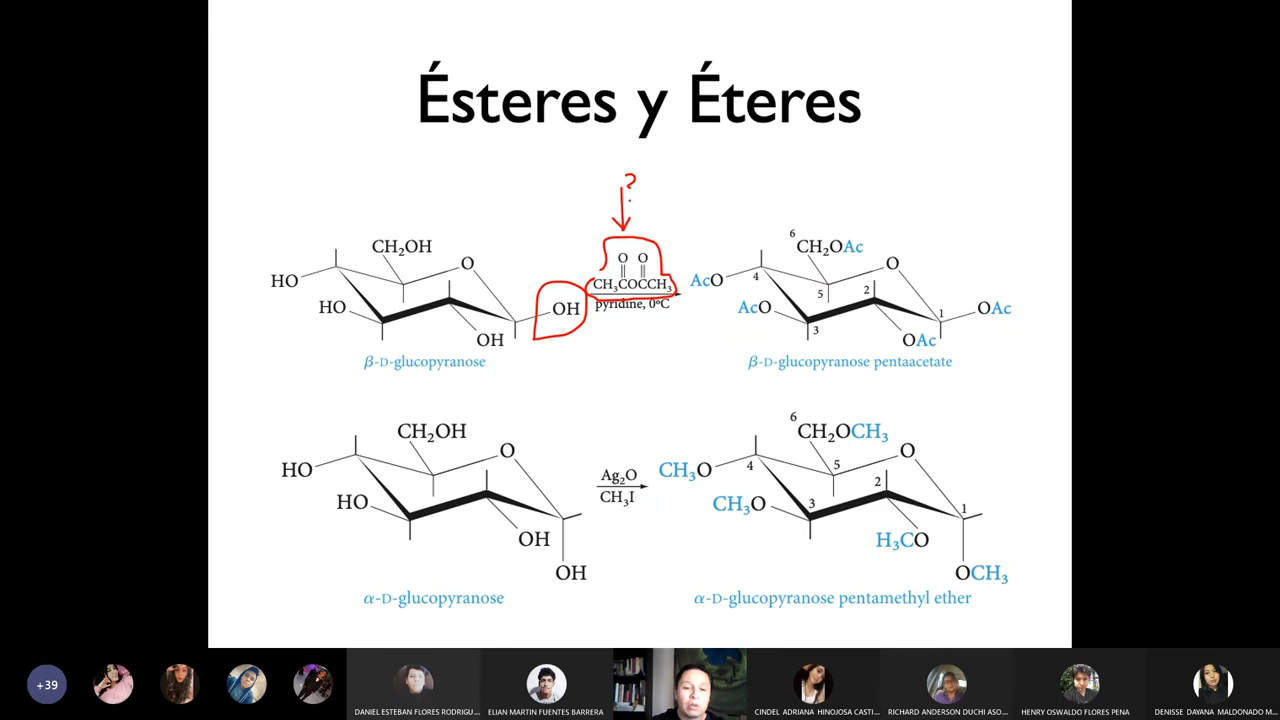 Ésteres y Éteres
?
CH₂OH
O
HO
HO
OH
OH
β-D-glucopyranose
O O
CH₃COCCH₃
pyridine, 0°C
6
CH₂OAc
O
AcO
4
5
2
AcO
3
1
OAc
OAc
β-D-glucopyranose pentaacetate
CH₂OH
O
HO
HO
OH
OH
α-D-glucopyranose
Ag₂O
CH₃I
6
CH₂OCH₃
O
CH₃O
4
5
2
CH₃O
3
1
H₃CO
OCH₃
α-D-glucopyranose pentamethyl ether
+39
DANIEL ESTEBAN FLORES RODRIGU...
ELIAN MARTIN FUENTES BARRERA
CINDEL ADRIANA HINOJOSA CASTI...
RICHARD ANDERSON DUCHI ASO...
HENRY OSWALDO FLORES PENA
DENISSE DAYANA MALDONADO M...